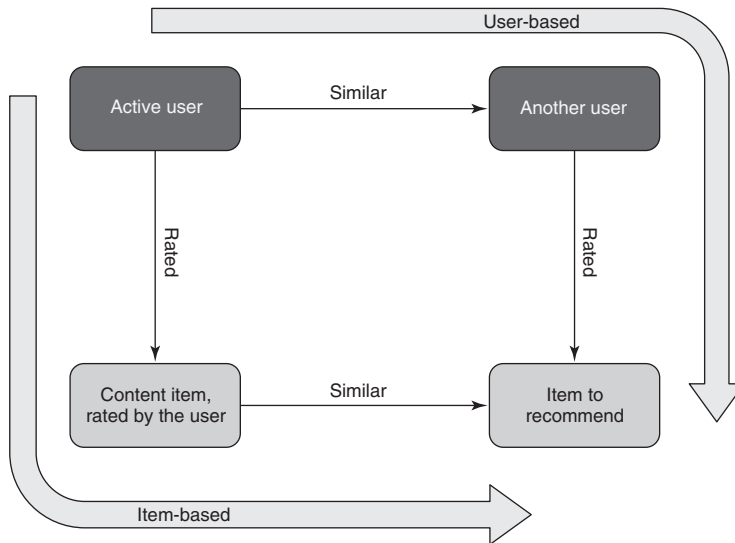 User-based
Active user
Similar
Another user
Rated
Rated
Content item,
rated by the user
Similar
Item to
recommend
Item-based